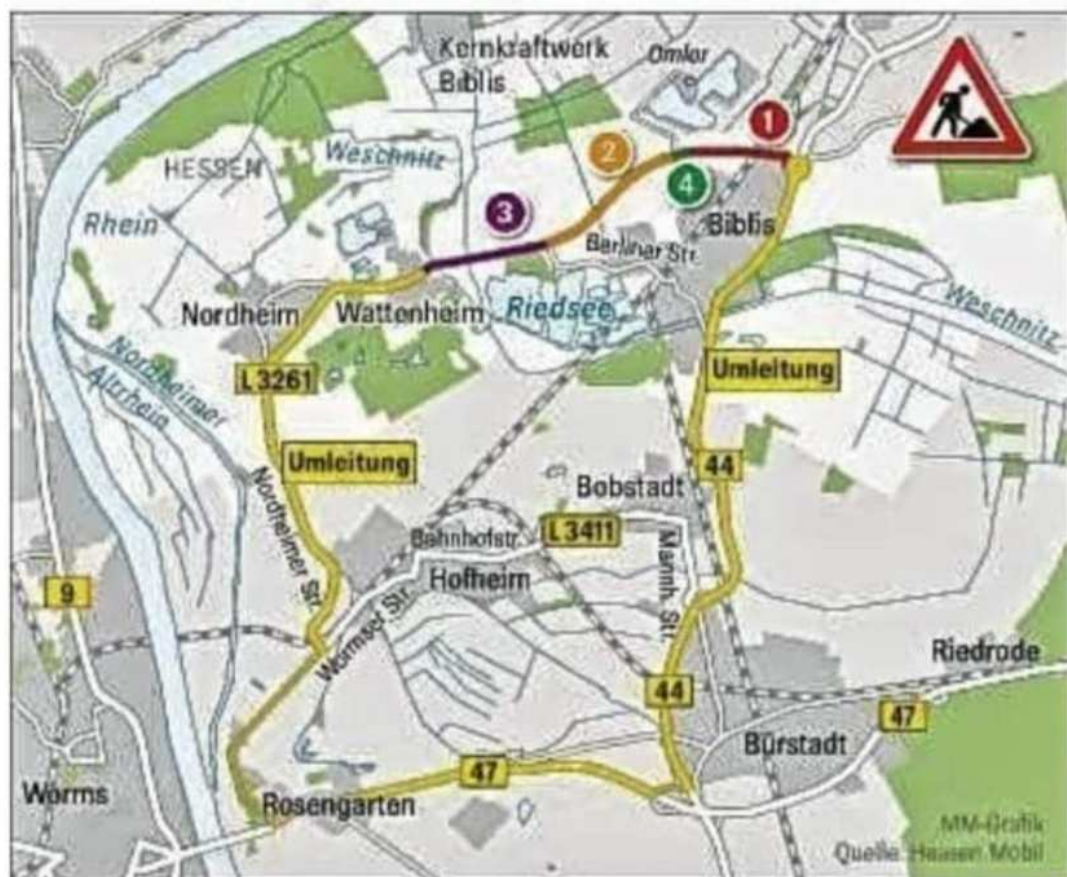 Kernkraftwerk
Biblis
Omlor
1
Weschnitz
HESSEN
2
4
3
Rhein
Biblis
Berliner Str.
Nordheim
Wattenheim
Riedsee
Weschnitz
Nordheimer
Altrhein
L 3261
Umleitung
Umleitung
Nordheimer Str.
44
Bobstadt
L 3411
Bahnhofstr.
Hofheim
Mannh. Str.
9
Wormser Str.
Riedrode
44
47
Bürstadt
47
Worms
Rosengarten
MM-Grafik
Quelle: Hessen Mobil